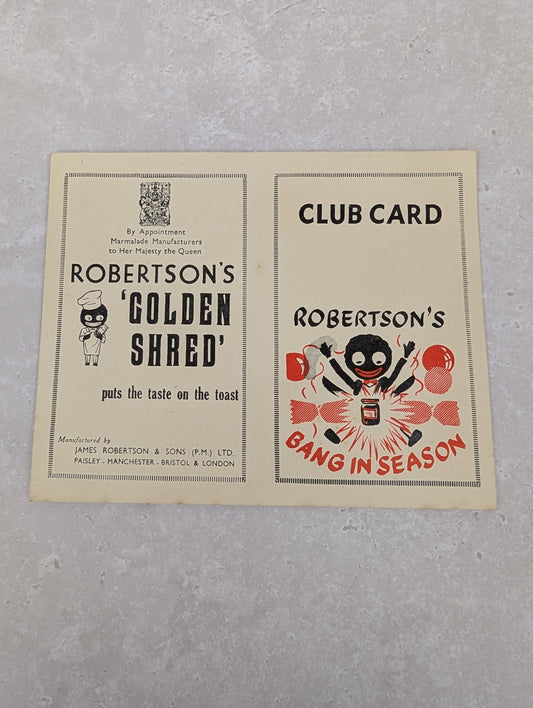 By Appointment
Marmalade Manufacturers
to Her Majesty the Queen
ROBERTSON'S
'GOLDEN
SHRED'
puts the taste on the toast
Manufactured by
JAMES ROBERTSON & SONS (P.M.) LTD,
PAISLEY - MANCHESTER - BRISTOL & LONDON
CLUB CARD
ROBERTSON'S
BANG IN SEASON